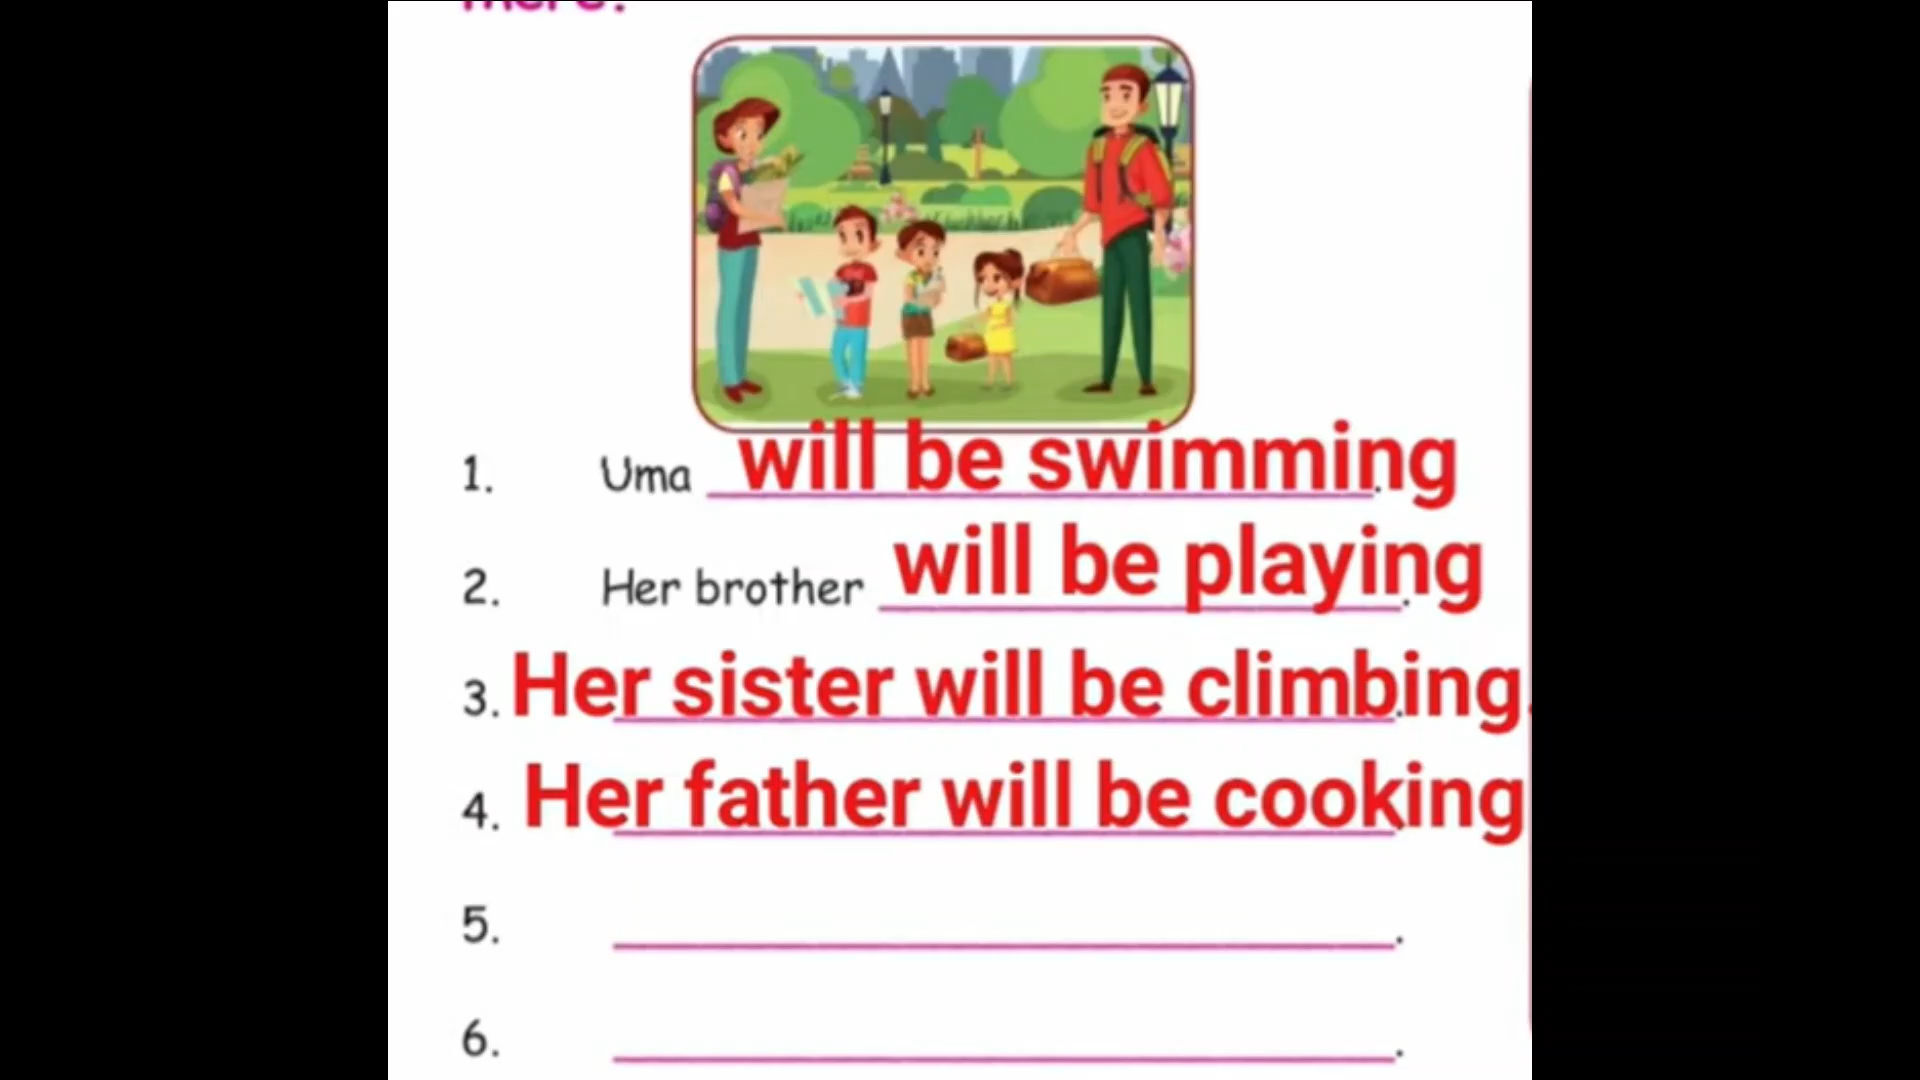 there.
1. Uma will be swimming.
2. Her brother will be playing.
3. Her sister will be climbing.
4. Her father will be cooking
5.
6.